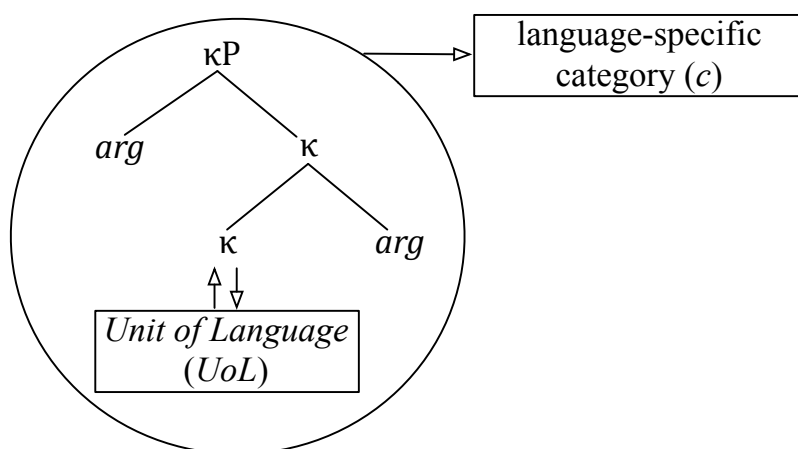 language-specific
category (c)
κP
arg
κ
κ
arg
Unit of Language
(UoL)